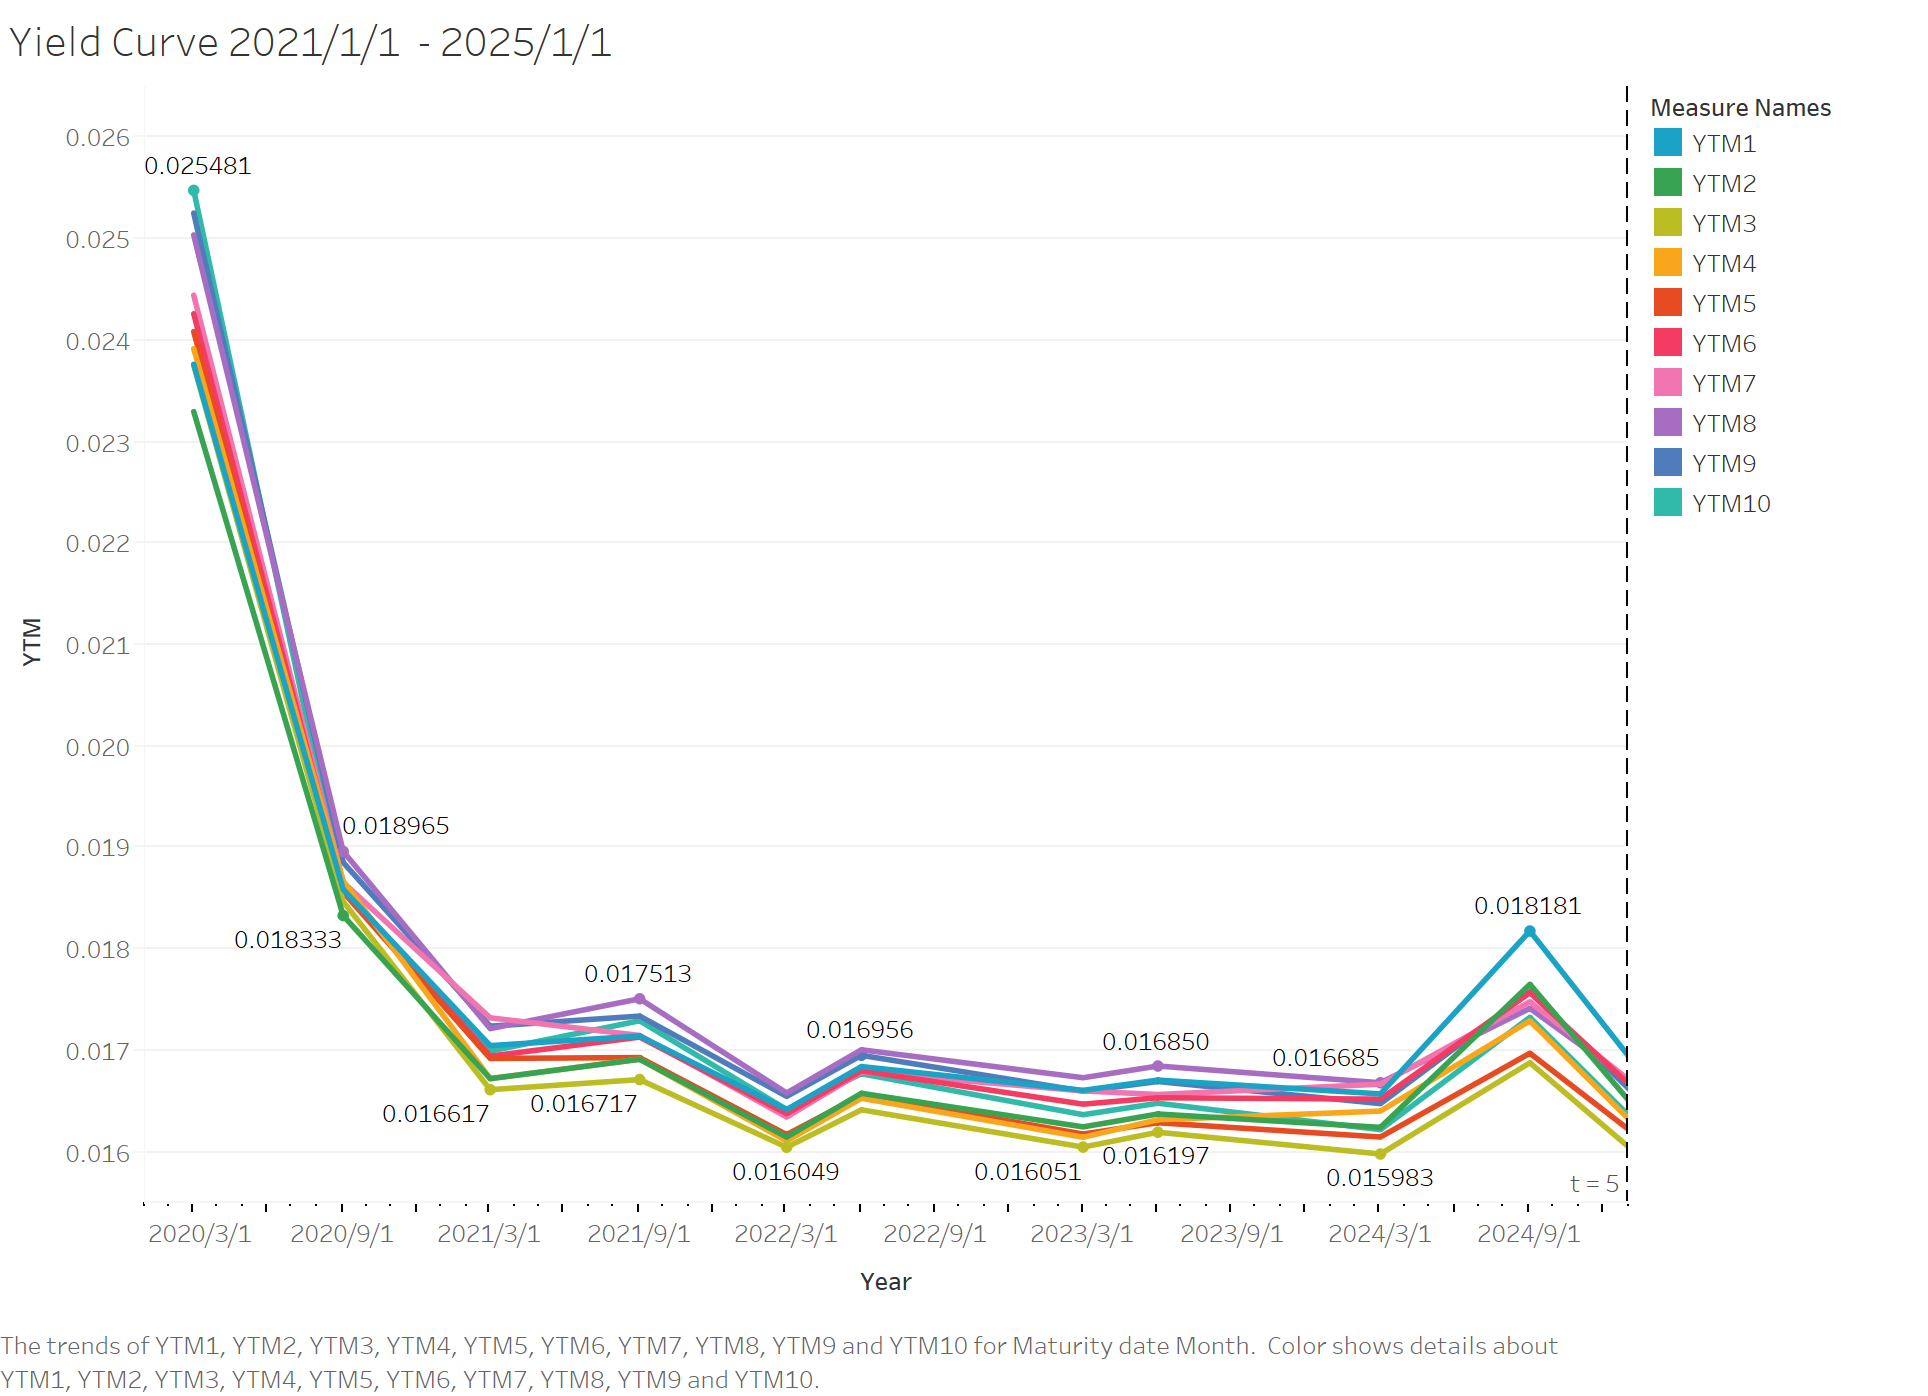 Yield Curve 2021/1/1 - 2025/1/1
Measure Names
YTM1
YTM2
YTM3
YTM4
YTM5
YTM6
YTM7
YTM8
YTM9
YTM10
YTM
0.026
0.025
0.024
0.023
0.022
0.021
0.020
0.019
0.018
0.017
0.016
0.025481
0.018965
0.018333
0.018181
0.017513
0.016956
0.016850
0.016685
0.016617
0.016717
0.016049
0.016051
0.016197
0.015983
t = 5
2020/3/1 2020/9/1 2021/3/1 2021/9/1 2022/3/1 2022/9/1 2023/3/1 2023/9/1 2024/3/1 2024/9/1
Year
The trends of YTM1, YTM2, YTM3, YTM4, YTM5, YTM6, YTM7, YTM8, YTM9 and YTM10 for Maturity date Month. Color shows details about
YTM1, YTM2, YTM3, YTM4, YTM5, YTM6, YTM7, YTM8, YTM9 and YTM10.